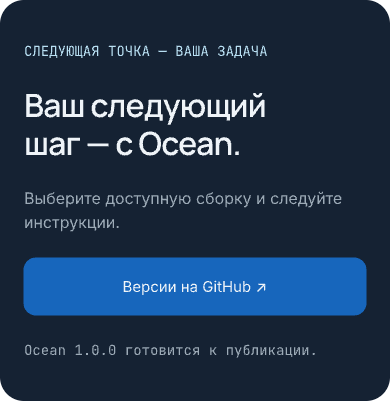 СЛЕДУЮЩАЯ ТОЧКА — ВАША ЗАДАЧА
Ваш следующий
шаг — с Ocean.
Выберите доступную сборку и следуйте
инструкции.
Версии на GitHub ↗
Ocean 1.0.0 готовится к публикации.